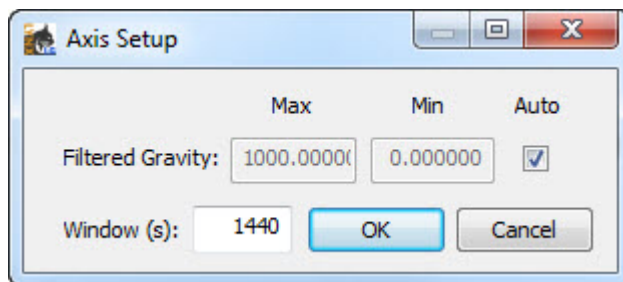 Axis Setup
Max Min Auto
Filtered Gravity: 1000.00000 0.000000
Window (s): 1440 OK Cancel